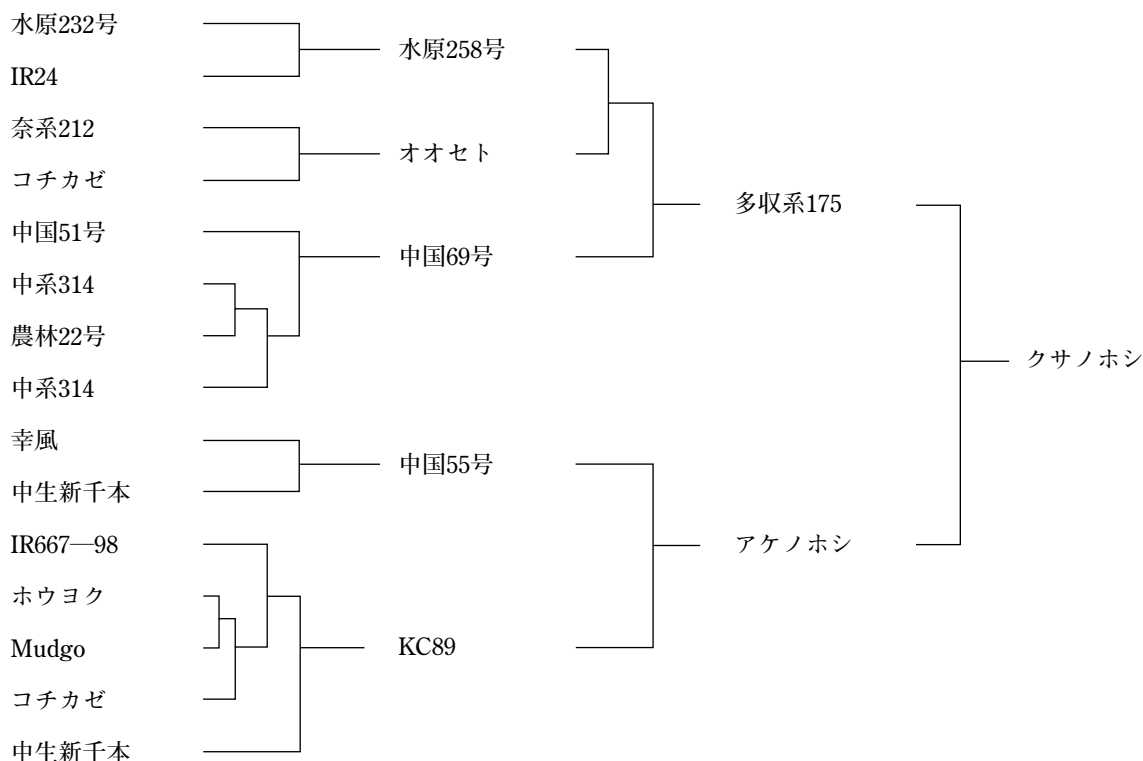 水原232号
IR24
奈系212
コチカゼ
中国51号
中系314
農林22号
中系314
幸風
中生新千本
IR667—98
ホウヨク
Mudgo
コチカゼ
中生新千本
水原258号
オオセト
中国69号
中国55号
KC89
多収系175
アケノホシ
クサノホシ